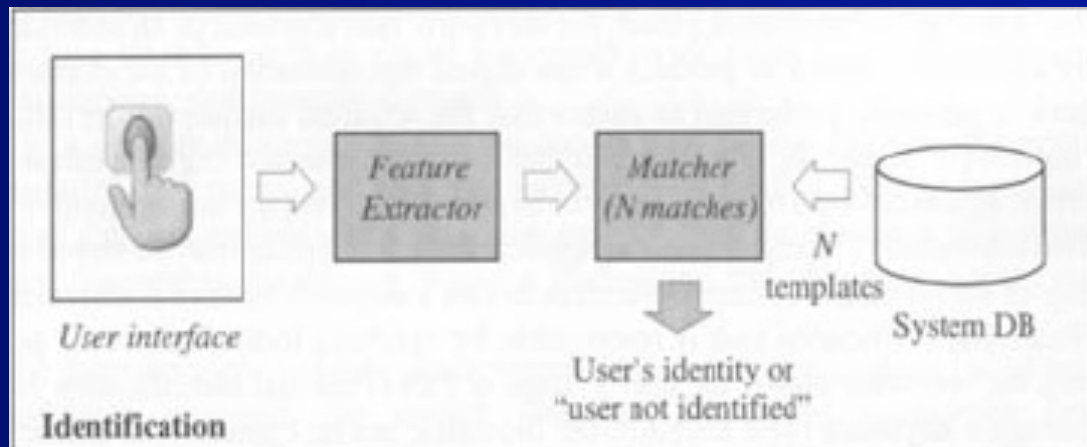 Feature
Extractor
Matcher
(N matches)
N
templates
User interface
System DB
User's identity or
"user not identified"
Identification